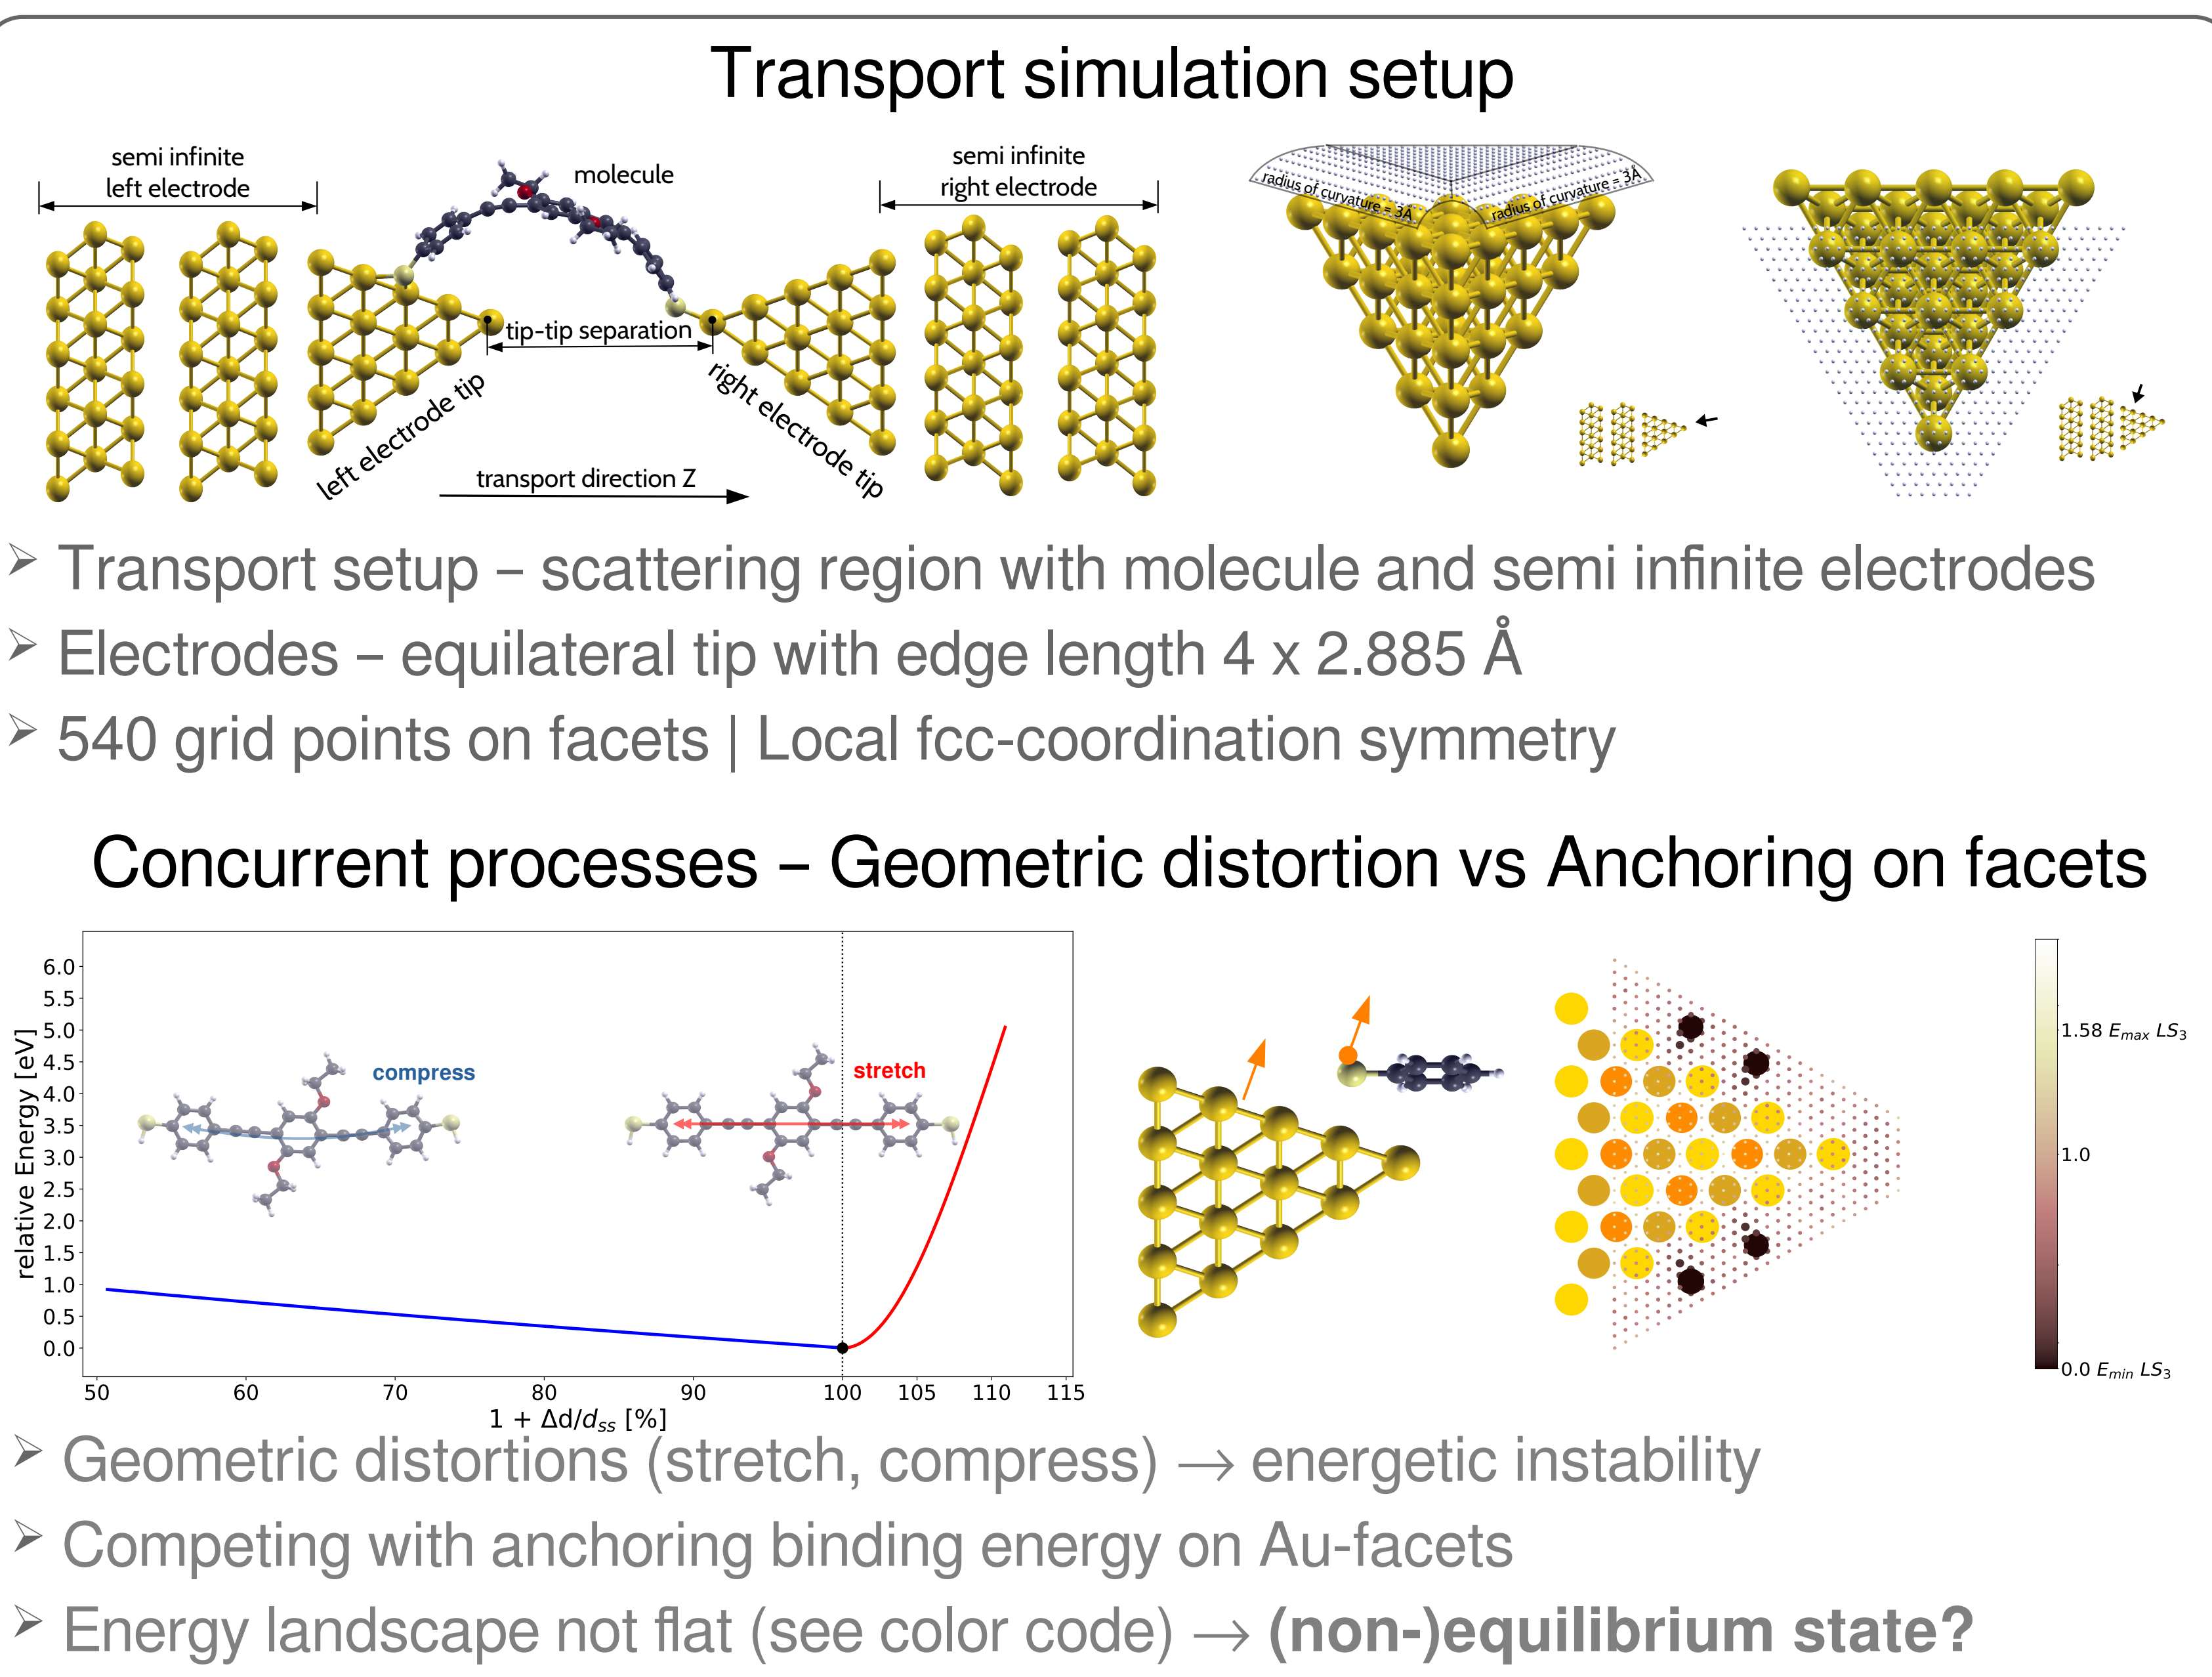 Transport simulation setup
semi infinite
left electrode
molecule
semi infinite
right electrode
tip-tip separation
left electrode tip
right electrode tip
transport direction Z
radius of curvature = 3Å
radius of curvature = 3Å
➢ Transport setup – scattering region with molecule and semi infinite electrodes
➢ Electrodes – equilateral tip with edge length 4 x 2.885 Å
➢ 540 grid points on facets | Local fcc-coordination symmetry
Concurrent processes – Geometric distortion vs Anchoring on facets
relative Energy [eV]
6.0
5.5
5.0
4.5
4.0
3.5
3.0
2.5
2.0
1.5
1.0
0.5
0.0
compress
stretch
50 60 70 80 90 100 105 110 115
1 + Δd/d_ss [%]
1.58 E_max LS_3
1.0
0.0 E_min LS_3
➢ Geometric distortions (stretch, compress) → energetic instability
➢ Competing with anchoring binding energy on Au-facets
➢ Energy landscape not flat (see color code) → (non-)equilibrium state?